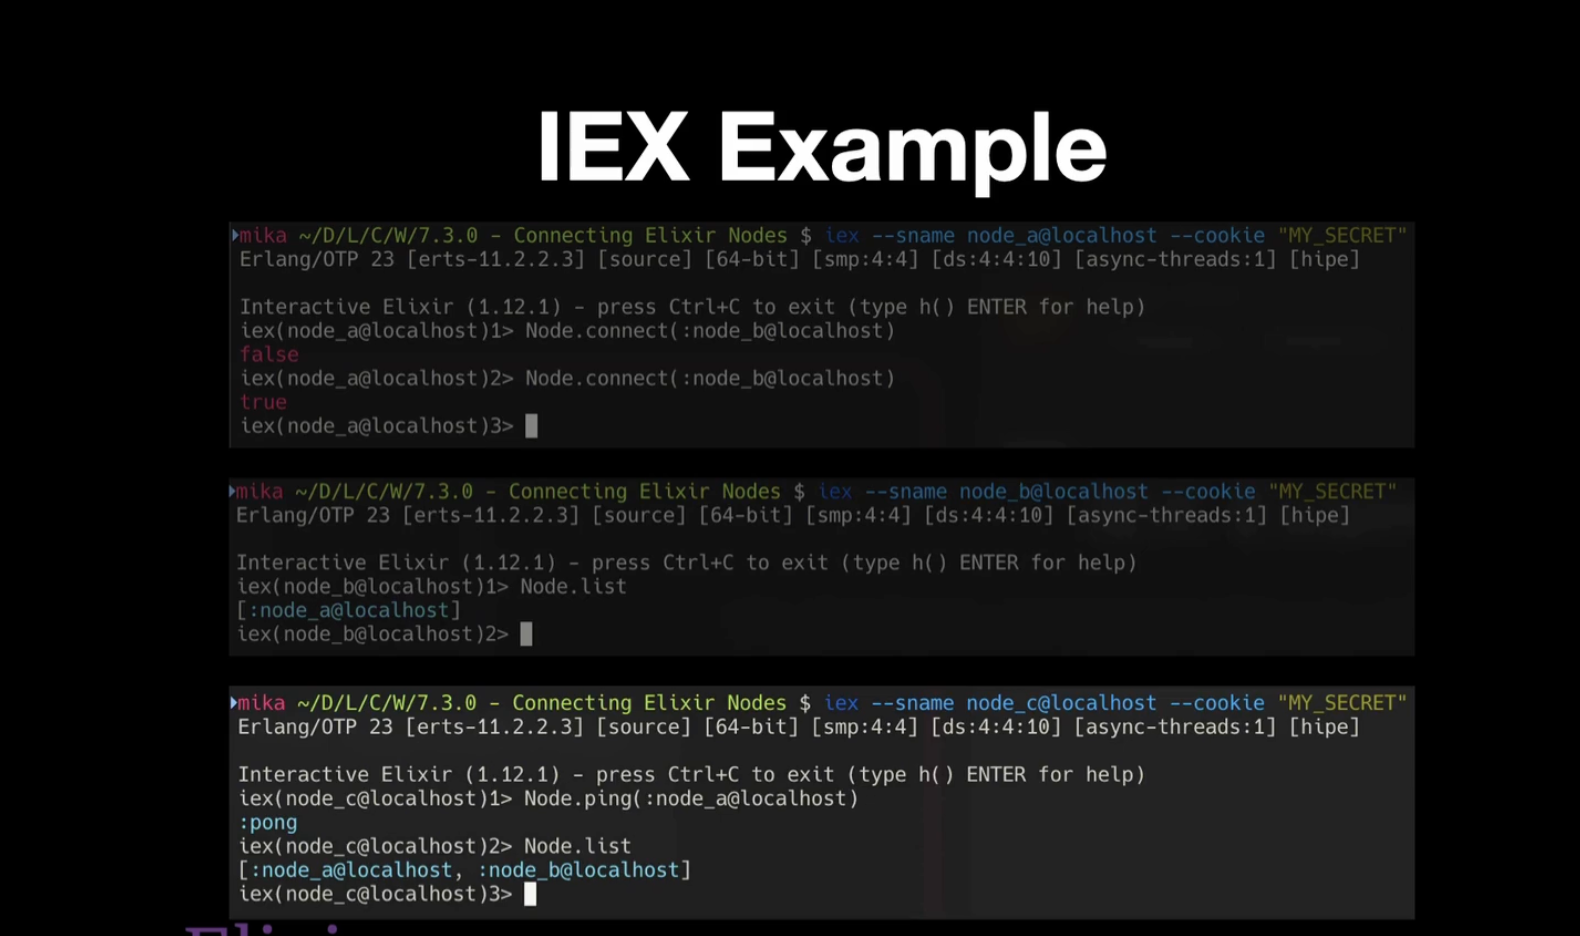 IEX Example
mika ~/D/L/C/W/7.3.0 - Connecting Elixir Nodes $ iex --sname node_a@localhost --cookie "MY_SECRET"
Erlang/OTP 23 [erts-11.2.2.3] [source] [64-bit] [smp:4:4] [ds:4:4:10] [async-threads:1] [hipe]
Interactive Elixir (1.12.1) - press Ctrl+C to exit (type h() ENTER for help)
iex(node_a@localhost)1> Node.connect(:node_b@localhost)
false
iex(node_a@localhost)2> Node.connect(:node_b@localhost)
true
iex(node_a@localhost)3>
mika ~/D/L/C/W/7.3.0 - Connecting Elixir Nodes $ iex --sname node_b@localhost --cookie "MY_SECRET"
Erlang/OTP 23 [erts-11.2.2.3] [source] [64-bit] [smp:4:4] [ds:4:4:10] [async-threads:1] [hipe]
Interactive Elixir (1.12.1) - press Ctrl+C to exit (type h() ENTER for help)
iex(node_b@localhost)1> Node.list
[:node_a@localhost]
iex(node_b@localhost)2>
mika ~/D/L/C/W/7.3.0 - Connecting Elixir Nodes $ iex --sname node_c@localhost --cookie "MY_SECRET"
Erlang/OTP 23 [erts-11.2.2.3] [source] [64-bit] [smp:4:4] [ds:4:4:10] [async-threads:1] [hipe]
Interactive Elixir (1.12.1) - press Ctrl+C to exit (type h() ENTER for help)
iex(node_c@localhost)1> Node.ping(:node_a@localhost)
:pong
iex(node_c@localhost)2> Node.list
[:node_a@localhost, :node_b@localhost]
iex(node_c@localhost)3>